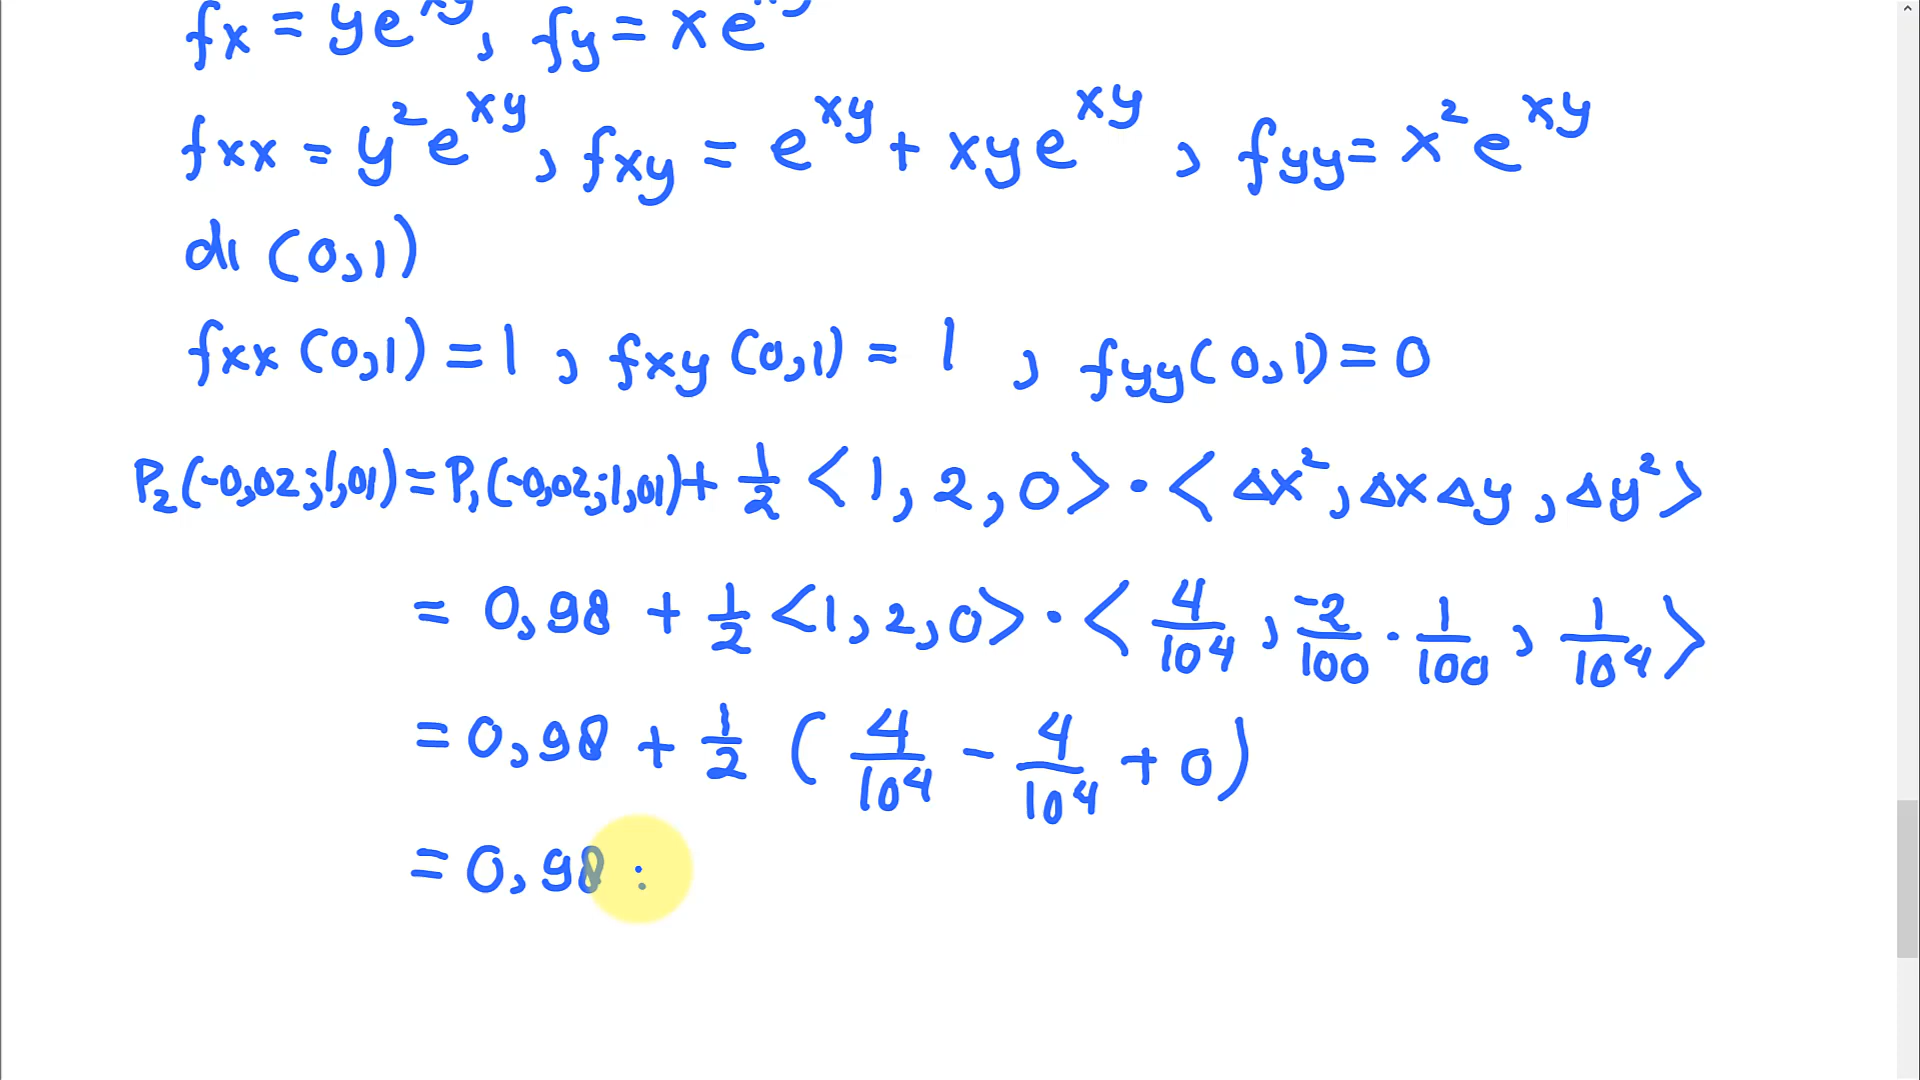 fx = ye^xy, fy = xe^xy
fxx = y²e^xy, fxy = e^xy + xye^xy, fyy = x²e^xy
di (0,1)
fxx (0,1) = 1, fxy (0,1) = 1, fyy (0,1) = 0
P₂(-0,02;1,01) = P₁(-0,02;1,01) + 1/2 <1, 2, 0> · <Δx², ΔxΔy, Δy²>
= 0,98 + 1/2 <1, 2, 0> · <4/10⁴, -2/100 · 1/100, 1/10⁴>
= 0,98 + 1/2 (4/10⁴ - 4/10⁴ + 0)
= 0,98 :